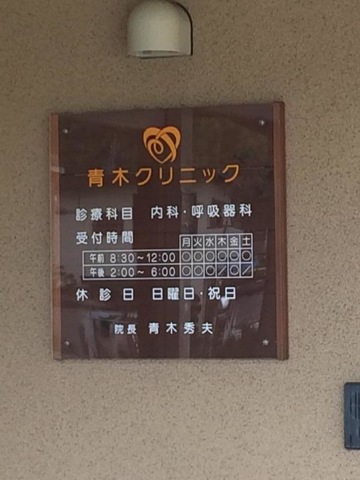 青木クリニック
診療科目 内科・呼吸器科
受付時間
月火水木金土
午前 8:30~12:00 ○○○○○○
午後 2:00~ 6:00 ○○○/○/
休診日 日曜日・祝日
院長 青木秀夫